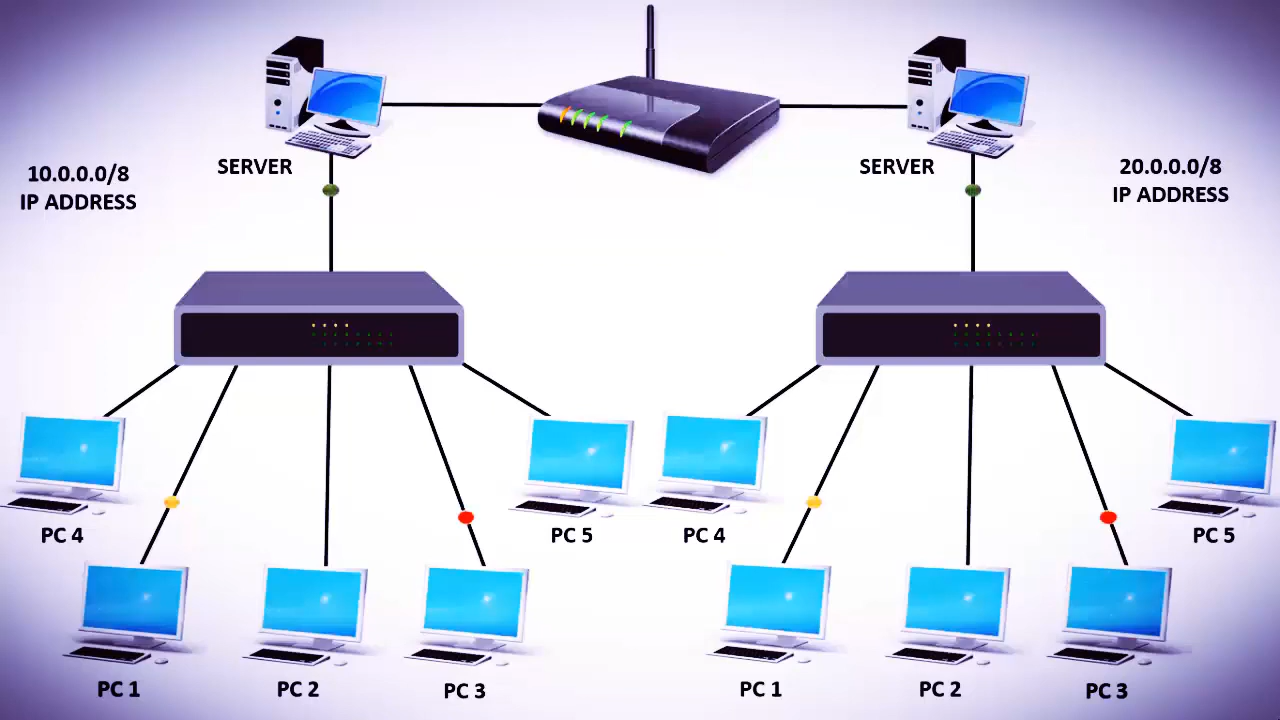 SERVER
SERVER
10.0.0.0/8
IP ADDRESS
20.0.0.0/8
IP ADDRESS
PC 4
PC 5
PC 4
PC 5
PC 1
PC 2
PC 3
PC 1
PC 2
PC 3